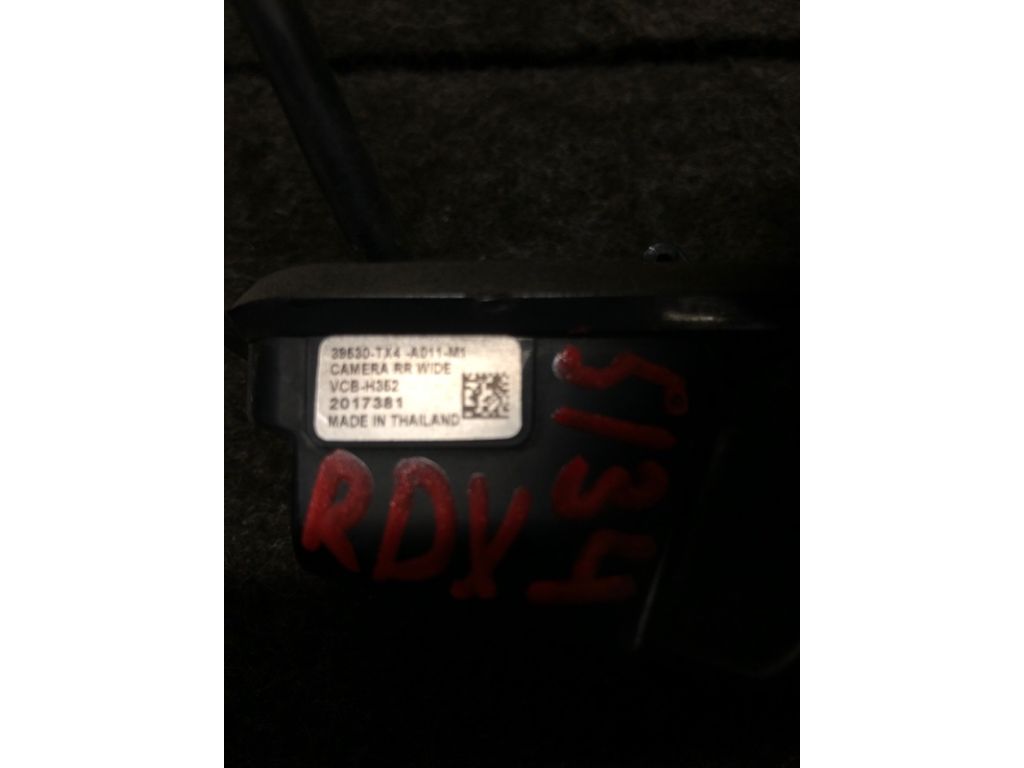 39530-TX4 -A011-M1
CAMERA RR WIDE
VCB-H352
2017381
MADE IN THAILAND
RDX
5134